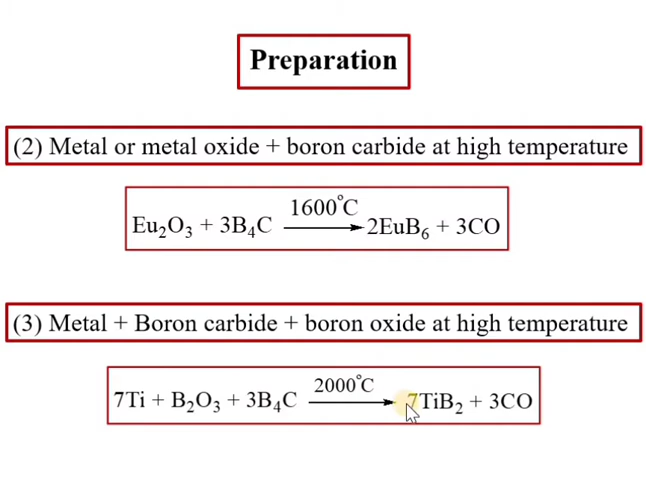 Preparation
(2) Metal or metal oxide + boron carbide at high temperature
1600°C
Eu₂O₃ + 3B₄C ⟶ 2EuB₆ + 3CO
(3) Metal + Boron carbide + boron oxide at high temperature
2000°C
7Ti + B₂O₃ + 3B₄C ⟶ 7TiB₂ + 3CO